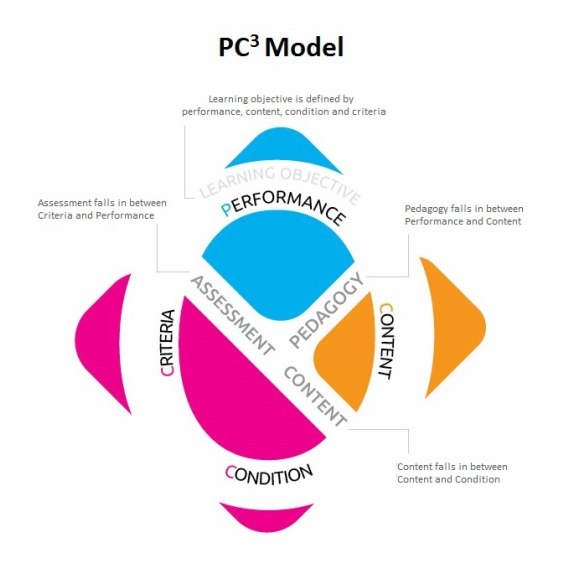 PC³ Model
Learning objective is defined by
performance, content, condition and criteria
LEARNING OBJECTIVE
PERFORMANCE
Assessment falls in between
Criteria and Performance
Pedagogy falls in between
Performance and Content
ASSESSMENT
PEDAGOGY
CRITERIA
CONTENT
CONTENT
CONDITION
Content falls in between
Content and Condition